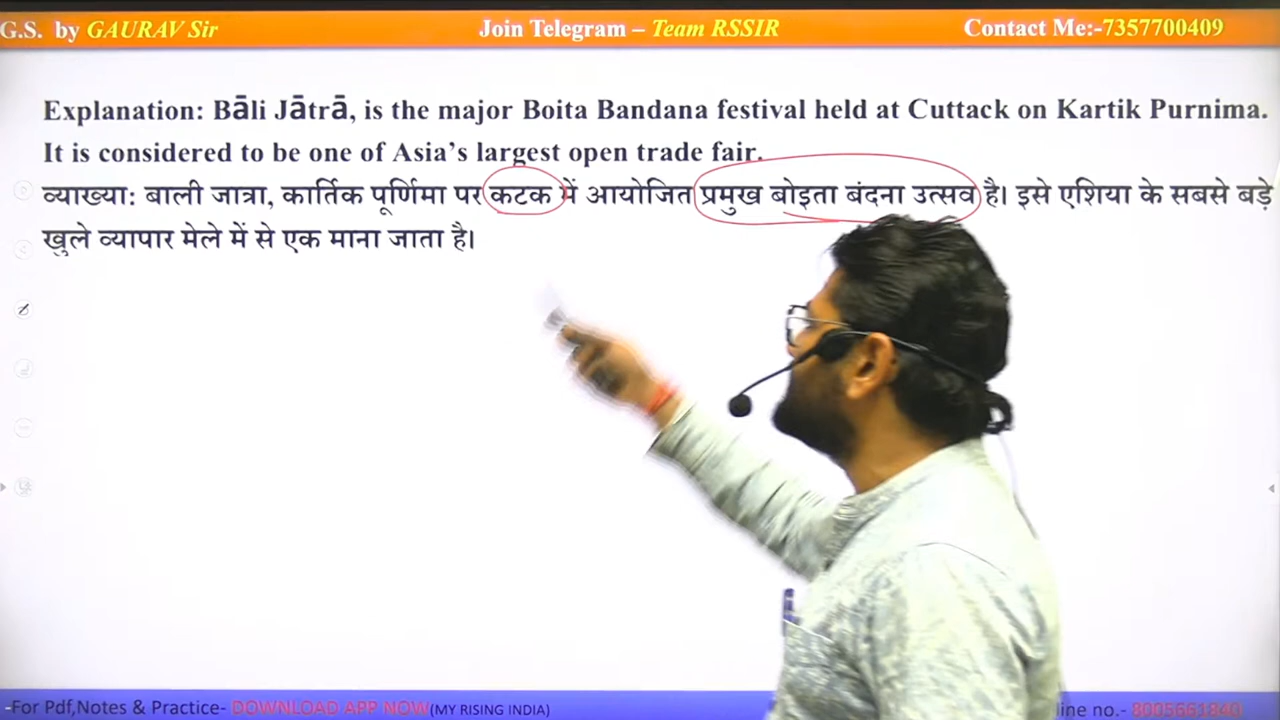 G.S. by GAURAV Sir Join Telegram – Team RSSIR Contact Me:-7357700409
Explanation: Bāli Jātrā, is the major Boita Bandana festival held at Cuttack on Kartik Purnima.
It is considered to be one of Asia’s largest open trade fair.
व्याख्या: बाली जात्रा, कार्तिक पूर्णिमा पर कटक में आयोजित प्रमुख बोइता बंदना उत्सव है। इसे एशिया के सबसे बड़े
खुले व्यापार मेले में से एक माना जाता है।
-For Pdf,Notes & Practice- DOWNLOAD APP NOW(MY RISING INDIA) line no.- 8005661840